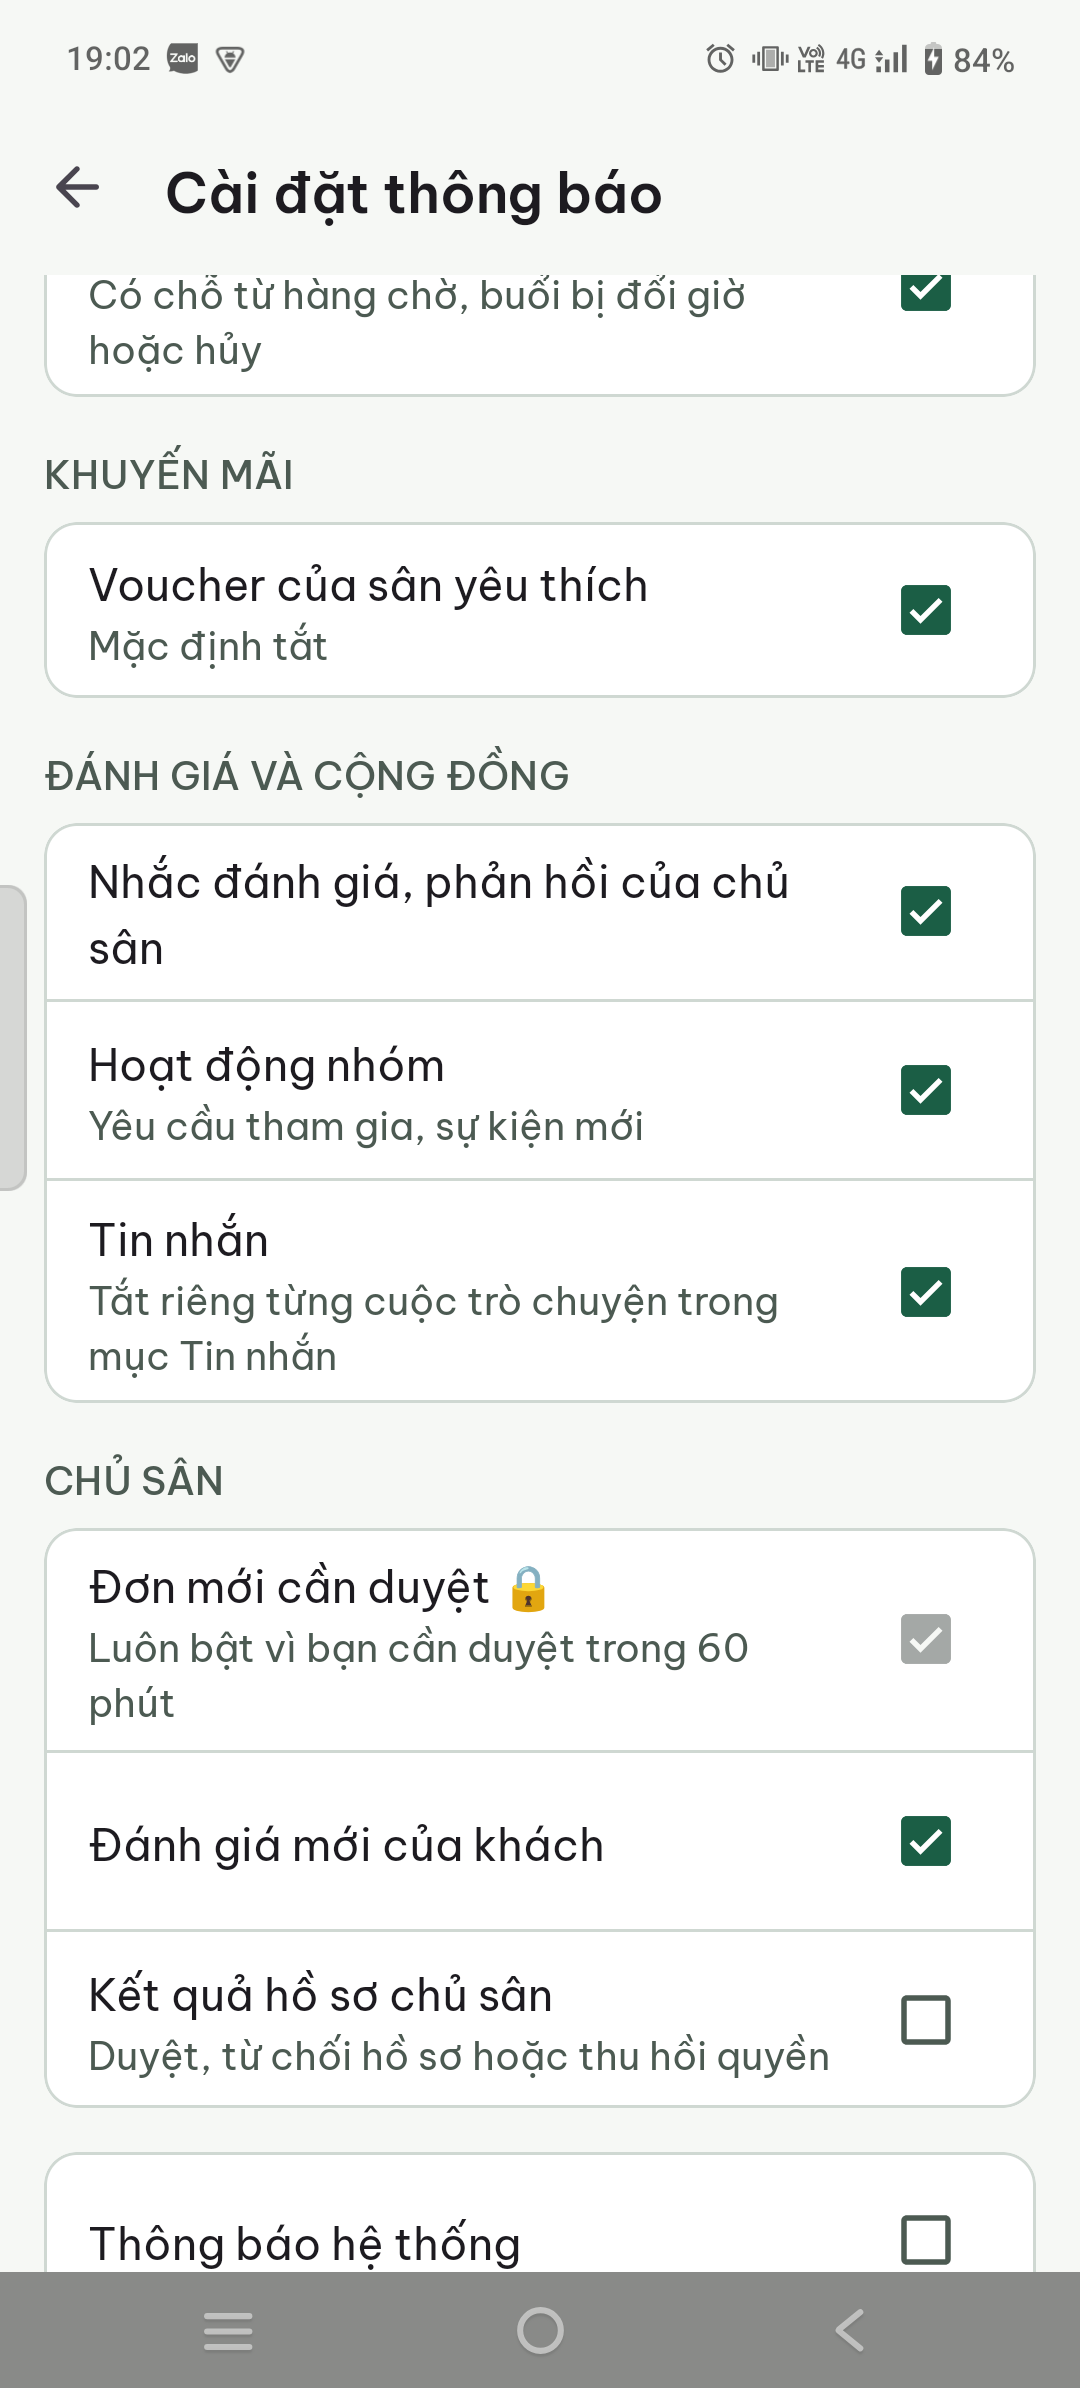 19:02 Zalo VoLTE 4G 84%
Cài đặt thông báo
Có chỗ từ hàng chờ, buổi bị đổi giờ
hoặc hủy
KHUYẾN MÃI
Voucher của sân yêu thích
Mặc định tắt
ĐÁNH GIÁ VÀ CỘNG ĐỒNG
Nhắc đánh giá, phản hồi của chủ
sân
Hoạt động nhóm
Yêu cầu tham gia, sự kiện mới
Tin nhắn
Tắt riêng từng cuộc trò chuyện trong
mục Tin nhắn
CHỦ SÂN
Đơn mới cần duyệt 🔒
Luôn bật vì bạn cần duyệt trong 60
phút
Đánh giá mới của khách
Kết quả hồ sơ chủ sân
Duyệt, từ chối hồ sơ hoặc thu hồi quyền
Thông báo hệ thống